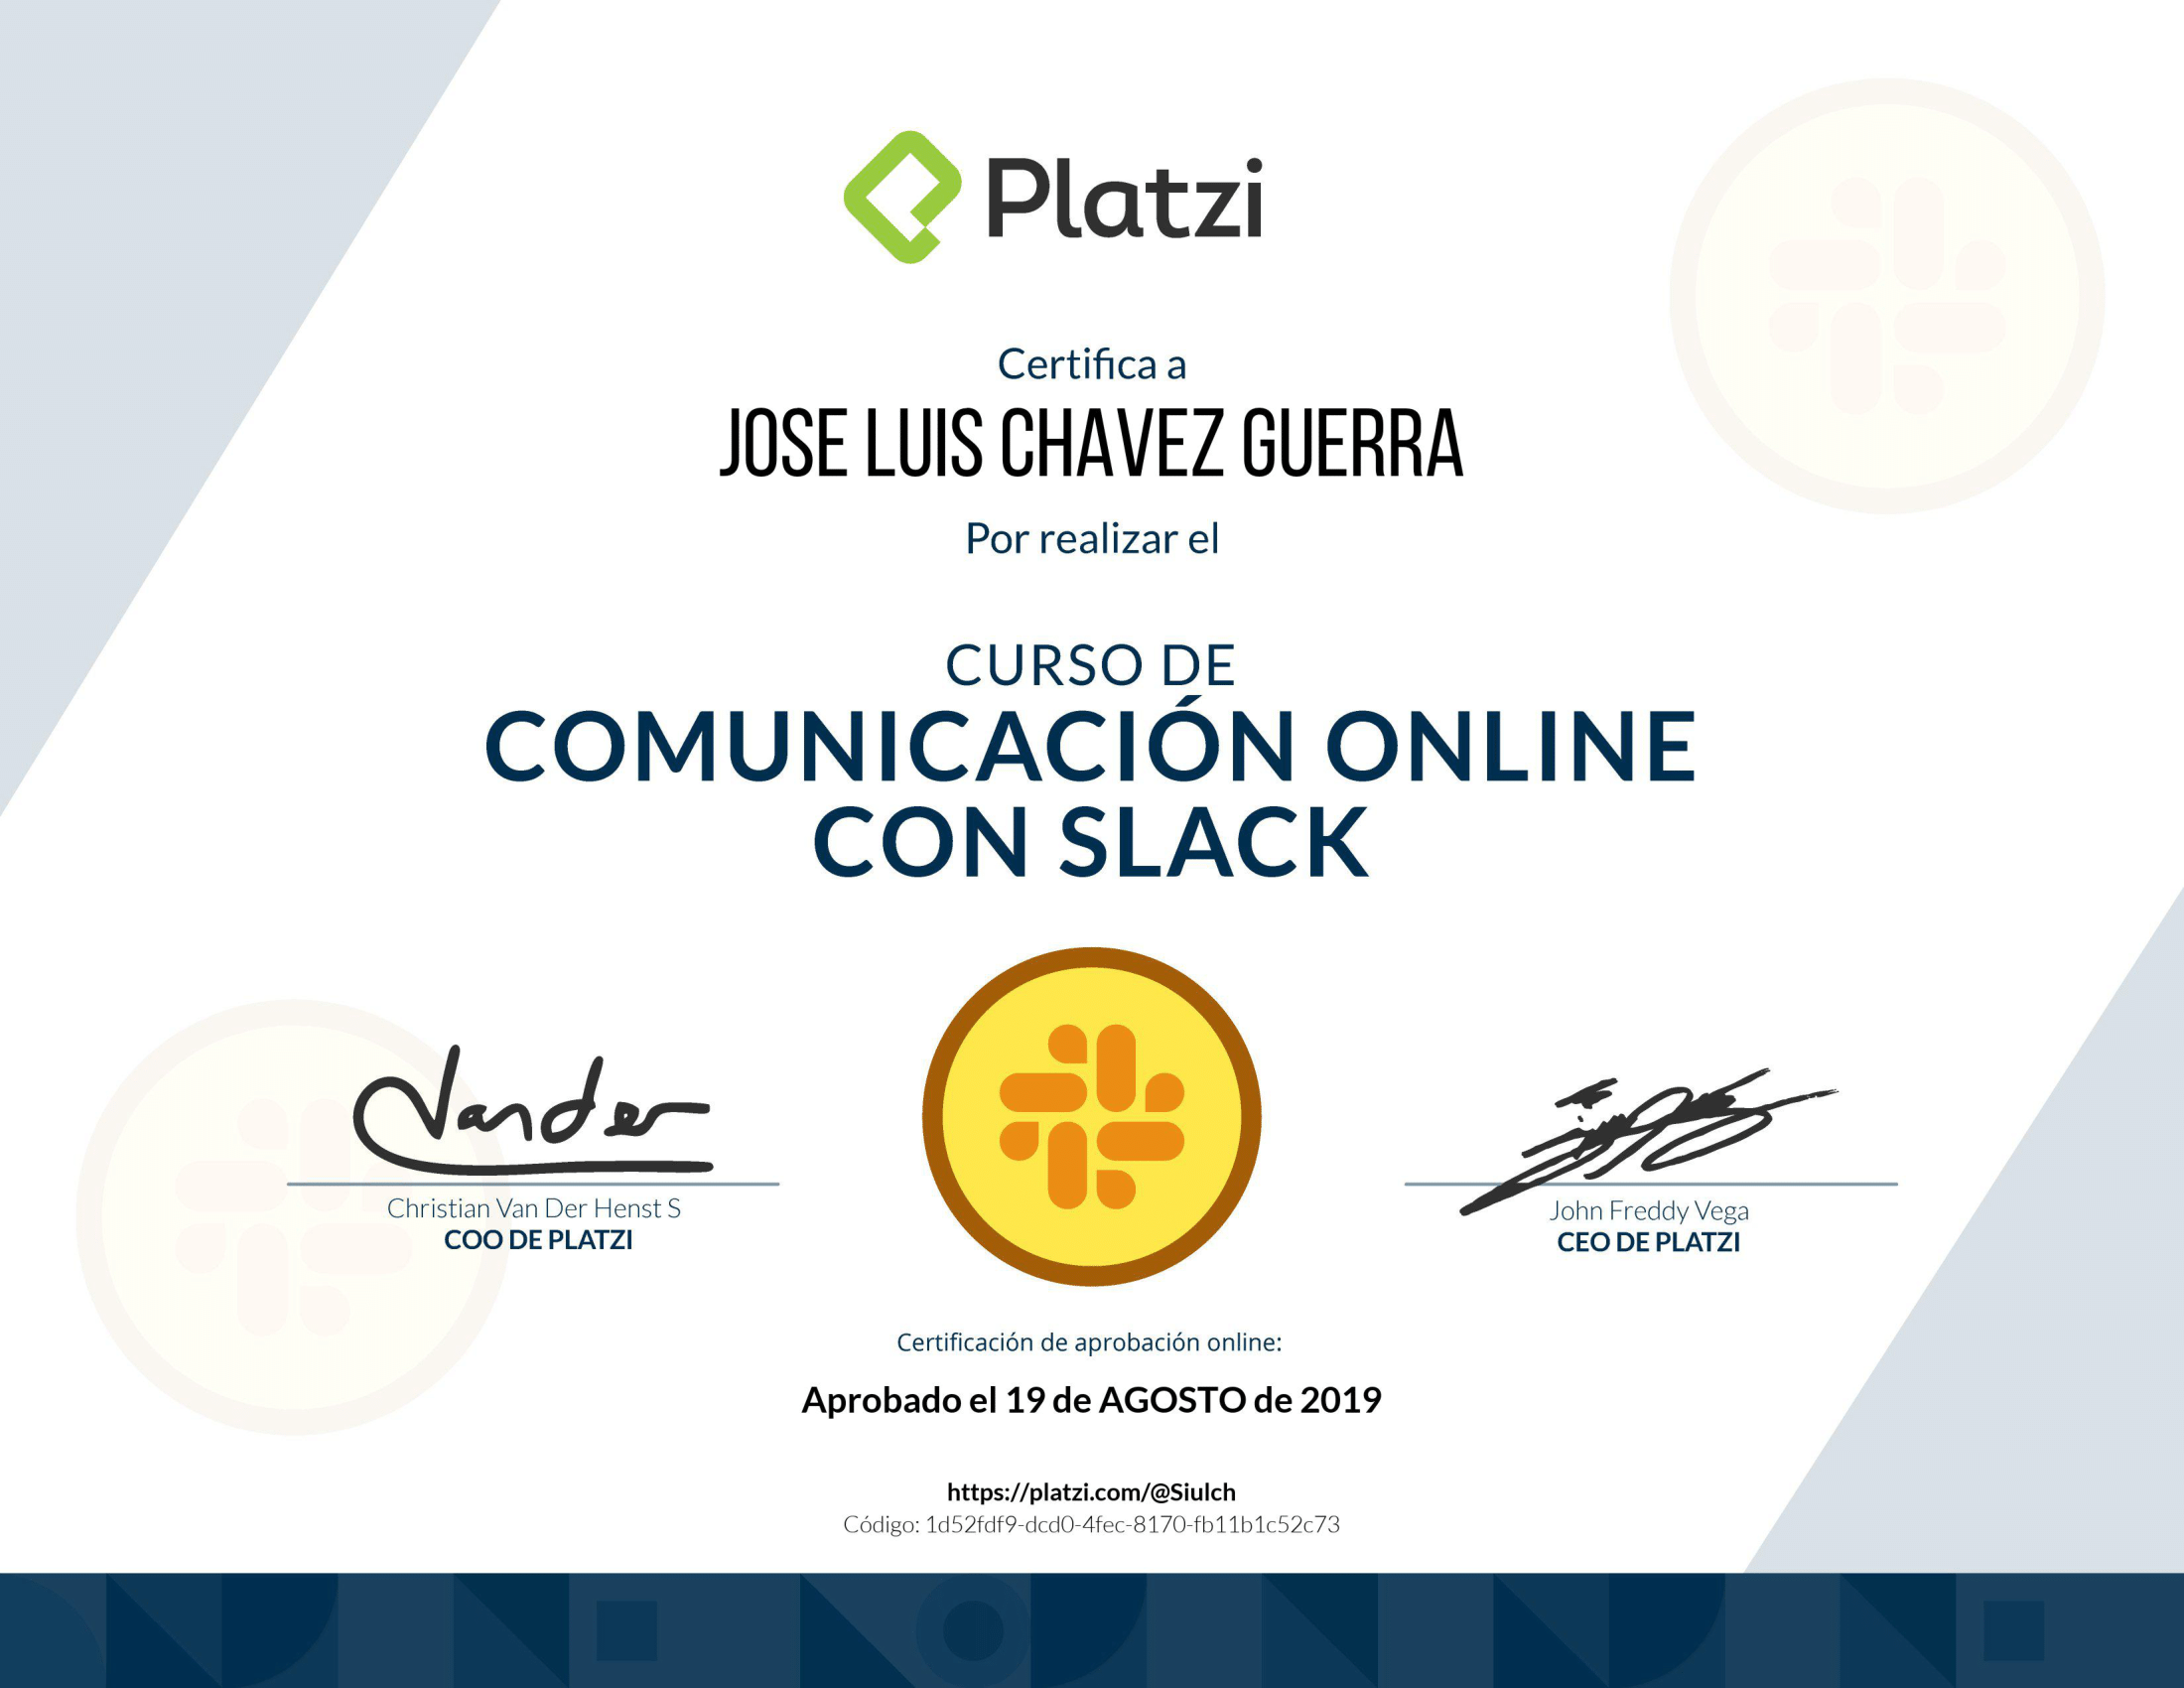 Platzi
Certifica a
JOSE LUIS CHAVEZ GUERRA
Por realizar el
CURSO DE
COMUNICACIÓN ONLINE
CON SLACK
Vander
Christian Van Der Henst S
COO DE PLATZI
John Freddy Vega
CEO DE PLATZI
Certificación de aprobación online:
Aprobado el 19 de AGOSTO de 2019
https://platzi.com/@Siulch
Código: 1d52fdf9-dcd0-4fec-8170-fb11b1c52c73